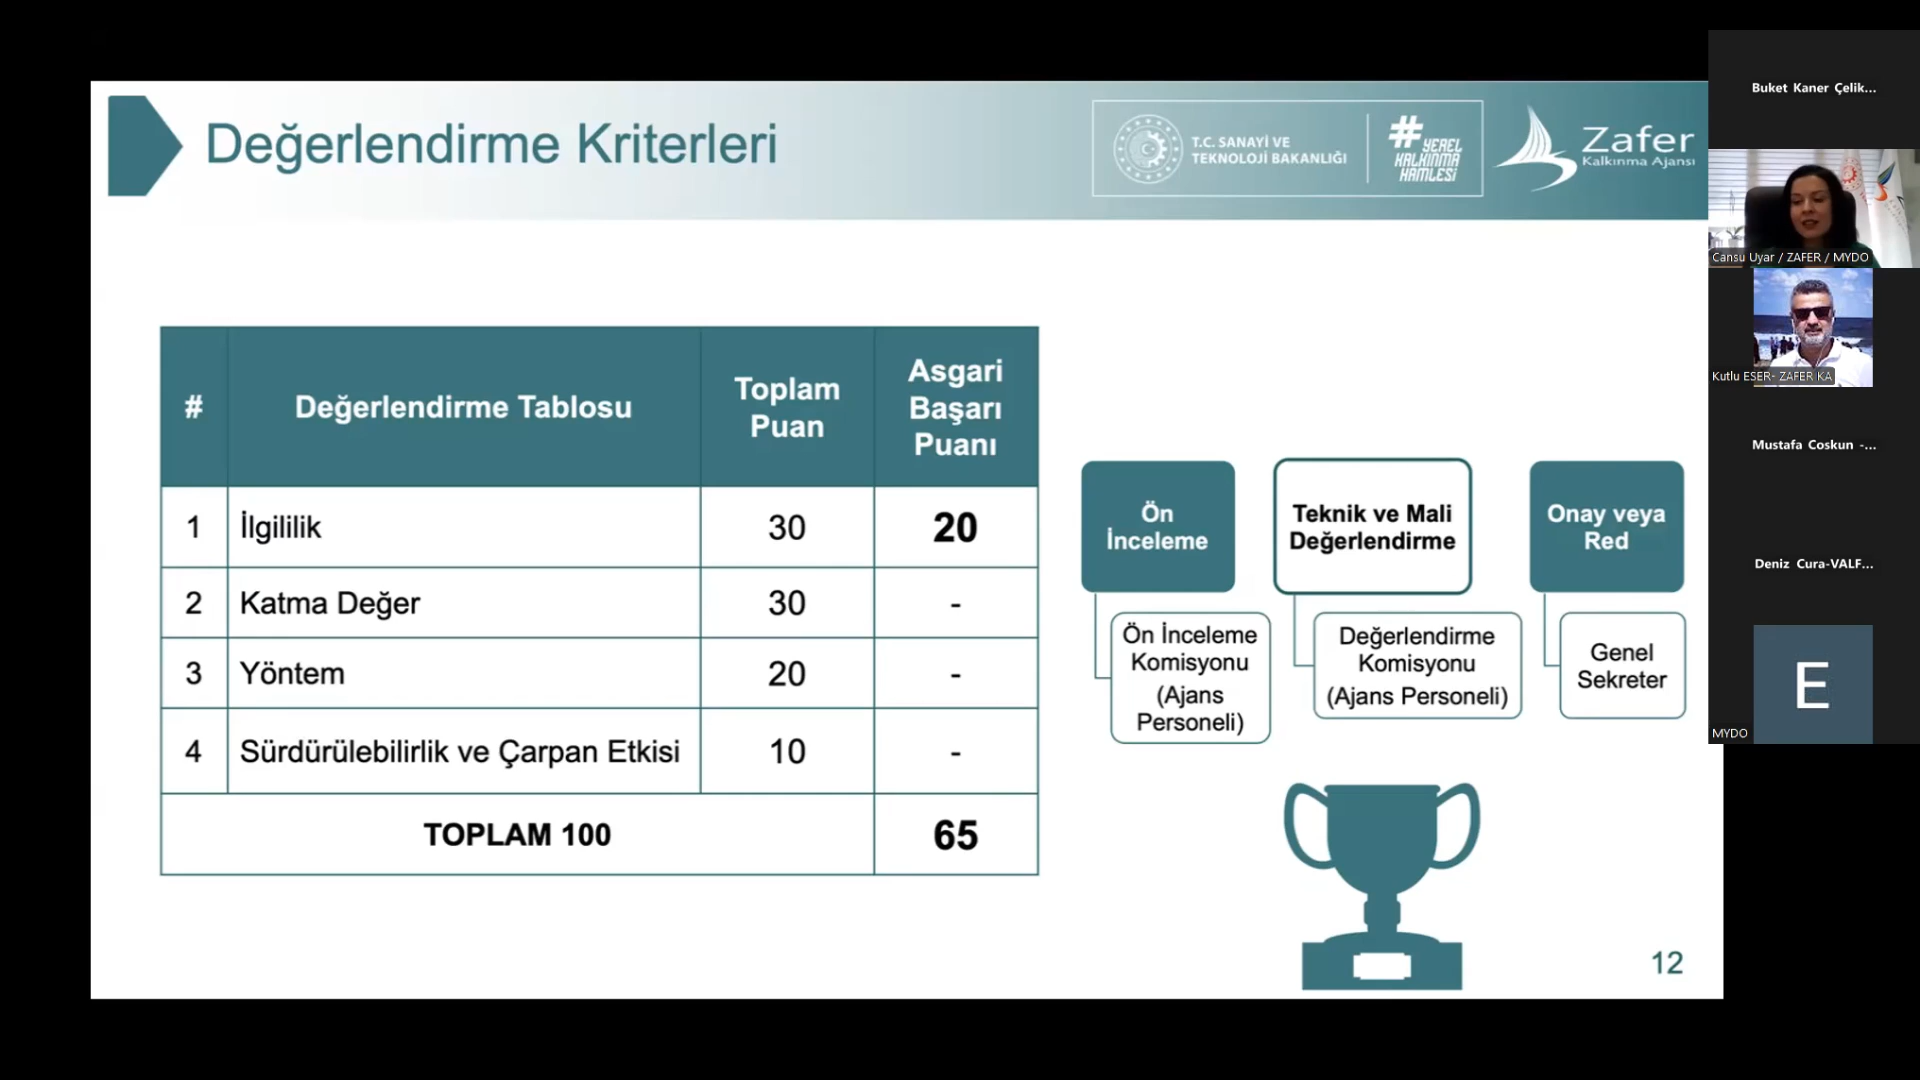 Değerlendirme Kriterleri
T.C. SANAYİ VE
TEKNOLOJİ BAKANLIĞI
#
YEREL
KALKINMA
HAMLESİ
Zafer
Kalkınma Ajansı
# Değerlendirme Tablosu Toplam Puan Asgari Başarı Puanı
1 İlgililik 30 20
2 Katma Değer 30 -
3 Yöntem 20 -
4 Sürdürülebilirlik ve Çarpan Etkisi 10 -
TOPLAM 100 65
Ön
İnceleme
Ön İnceleme
Komisyonu
(Ajans
Personeli)
Teknik ve Mali
Değerlendirme
Değerlendirme
Komisyonu
(Ajans Personeli)
Onay veya
Red
Genel
Sekreter
12
Buket Kaner Çelik...
Cansu Uyar / ZAFER / MYDO
Kutlu ESER- ZAFER KA
Mustafa Coskun -...
Deniz Cura-VALF...
E
MYDO